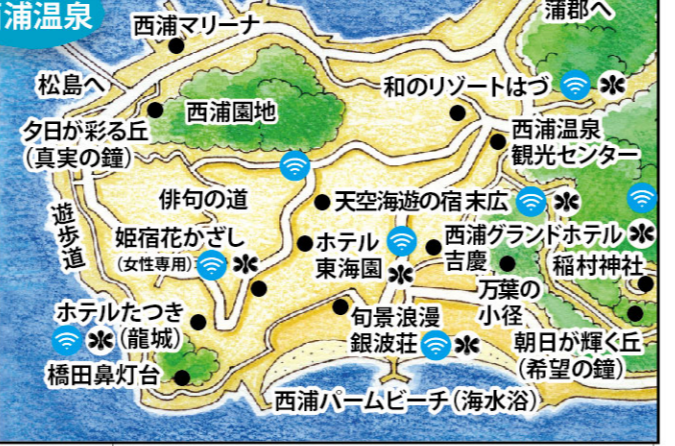 西浦温泉
西浦マリーナ
蒲郡へ
松島へ
和のリゾートはづ
西浦園地
夕日が彩る丘
(真実の鐘)
西浦温泉
観光センター
俳句の道
天空海遊の宿 末広
遊歩道
姫宿花かざし
(女性専用)
ホテル
東海園
西浦グランドホテル
吉慶
稲村神社
万葉の
小径
ホテルたつき
(龍城)
旬景浪漫
銀波荘
朝日が輝く丘
(希望の鐘)
橋田鼻灯台
西浦パームビーチ(海水浴)